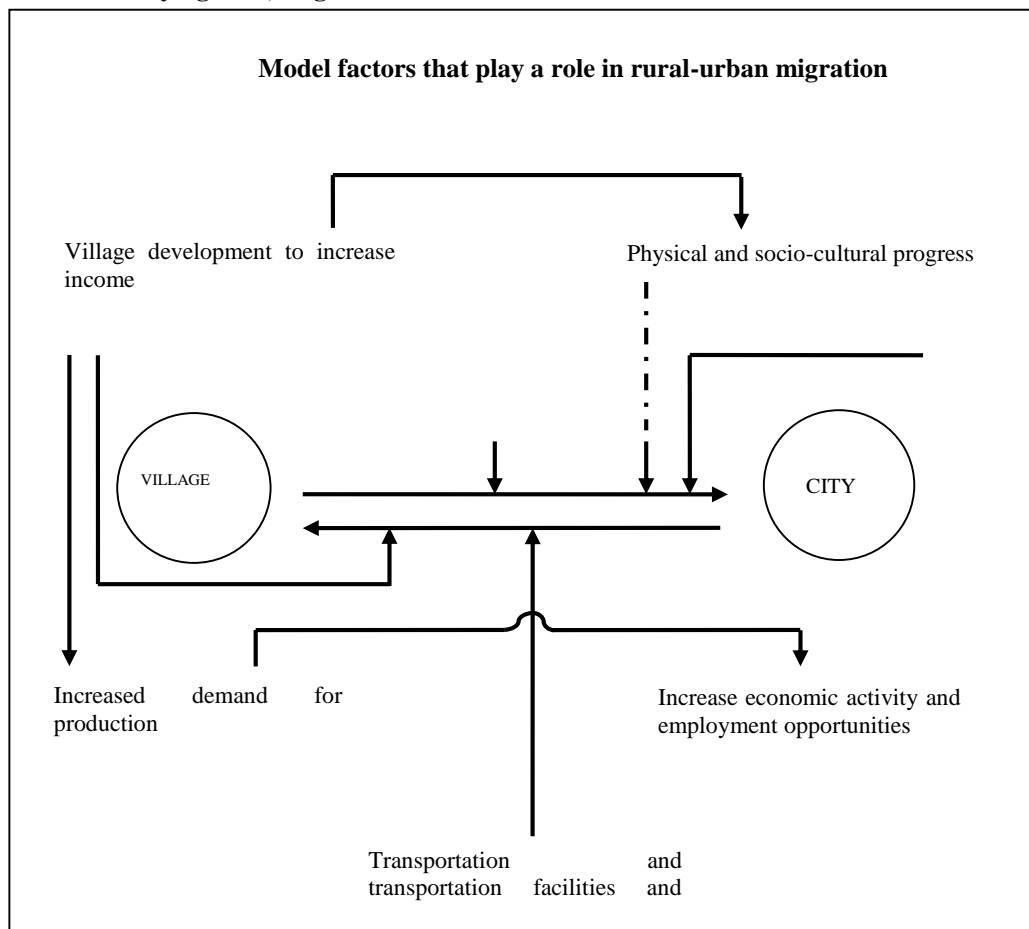 Model factors that play a role in rural-urban migration
Village development to increase
income
Physical and socio-cultural progress
VILLAGE
CITY
Increased demand for
production
Increase economic activity and
employment opportunities
Transportation and
transportation facilities and